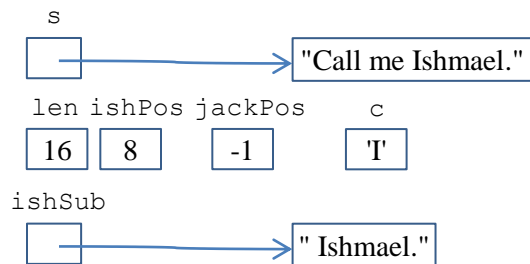 s
"Call me Ishmael."
len ishPos jackPos c
16 8 -1 'I'
ishSub
" Ishmael."